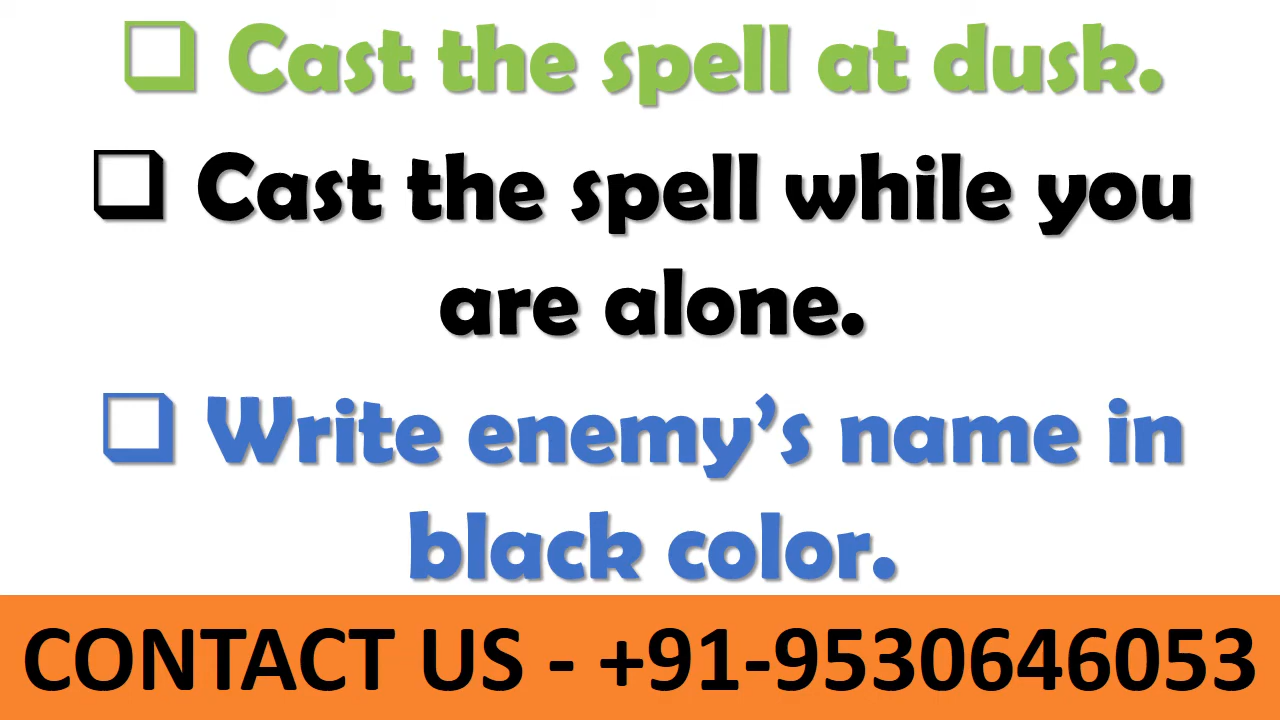 ❑ Cast the spell at dusk.
❑ Cast the spell while you
are alone.
❑ Write enemy’s name in
black color.
CONTACT US - +91-9530646053